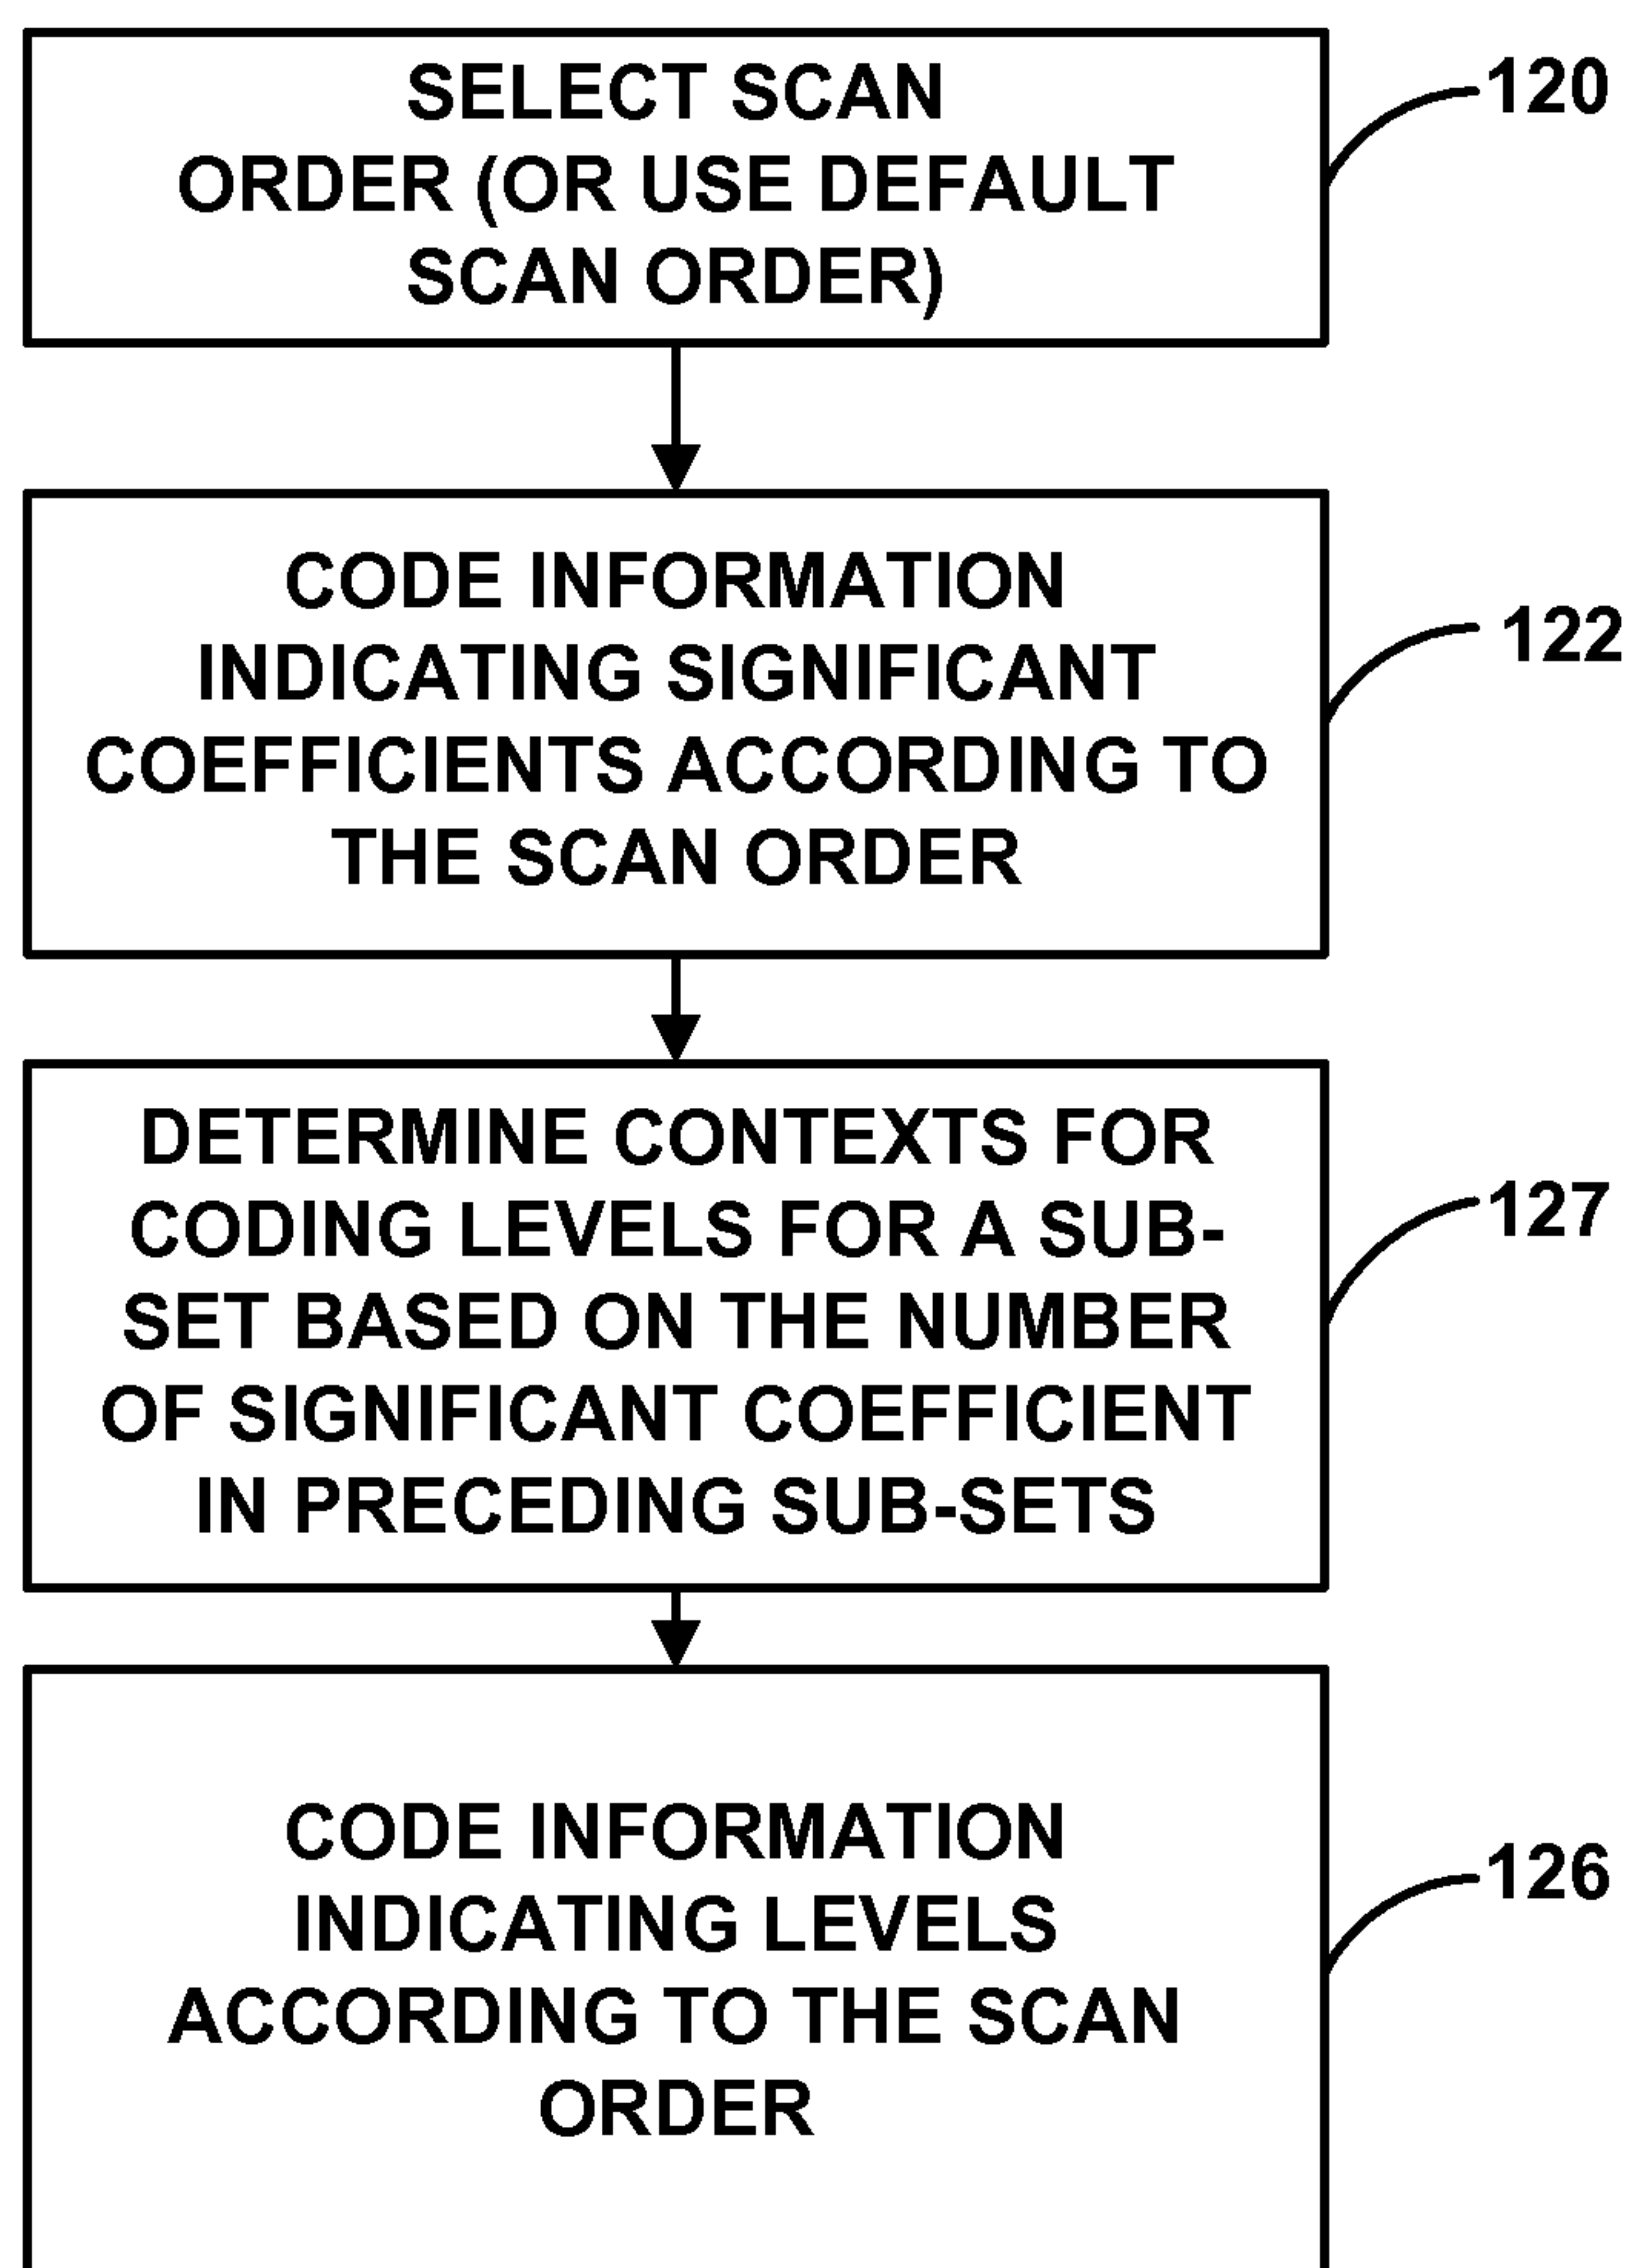 SELECT SCAN
ORDER (OR USE DEFAULT
SCAN ORDER)
120
CODE INFORMATION
INDICATING SIGNIFICANT
COEFFICIENTS ACCORDING TO
THE SCAN ORDER
122
DETERMINE CONTEXTS FOR
CODING LEVELS FOR A SUB-
SET BASED ON THE NUMBER
OF SIGNIFICANT COEFFICIENT
IN PRECEDING SUB-SETS
127
CODE INFORMATION
INDICATING LEVELS
ACCORDING TO THE SCAN
ORDER
126